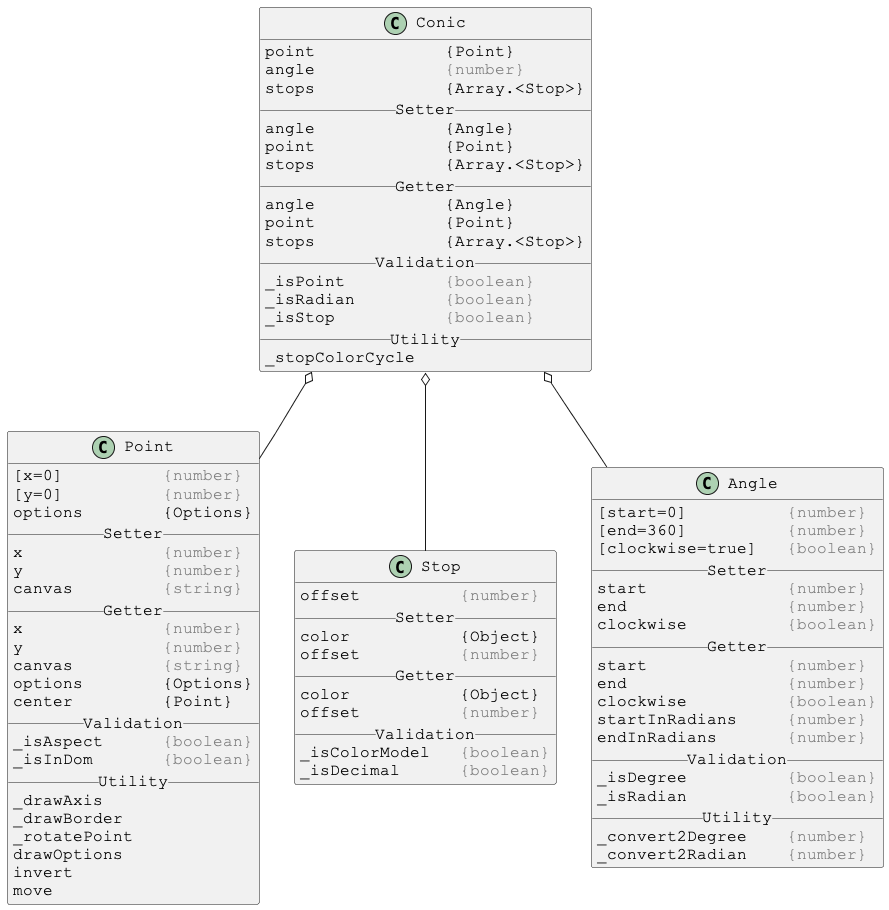 C Conic
point {Point}
angle {number}
stops {Array.<Stop>}
Setter
angle {Angle}
point {Point}
stops {Array.<Stop>}
Getter
angle {Angle}
point {Point}
stops {Array.<Stop>}
Validation
_isPoint {boolean}
_isRadian {boolean}
_isStop {boolean}
Utility
_stopColorCycle
C Point
[x=0] {number}
[y=0] {number}
options {Options}
Setter
x {number}
y {number}
canvas {string}
Getter
x {number}
y {number}
canvas {string}
options {Options}
center {Point}
Validation
_isAspect {boolean}
_isInDom {boolean}
Utility
_drawAxis
_drawBorder
_rotatePoint
drawOptions
invert
move
C Stop
offset {number}
Setter
color {Object}
offset {number}
Getter
color {Object}
offset {number}
Validation
_isColorModel {boolean}
_isDecimal {boolean}
C Angle
[start=0] {number}
[end=360] {number}
[clockwise=true] {boolean}
Setter
start {number}
end {number}
clockwise {boolean}
Getter
start {number}
end {number}
clockwise {boolean}
startInRadians {number}
endInRadians {number}
Validation
_isDegree {boolean}
_isRadian {boolean}
Utility
_convert2Degree {number}
_convert2Radian {number}